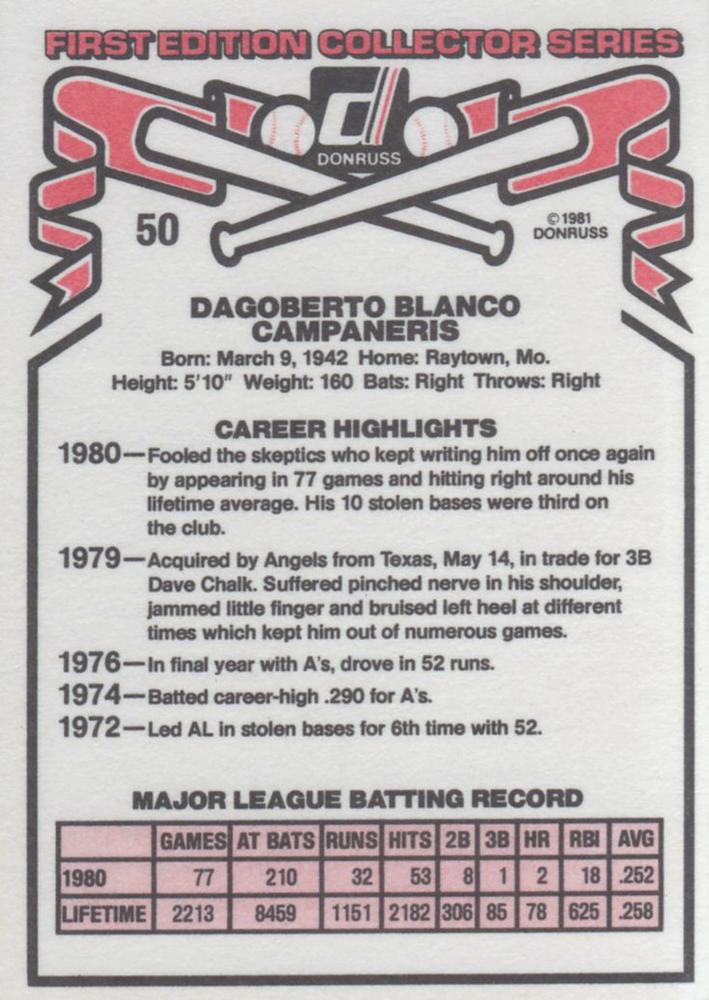 FIRST EDITION COLLECTOR SERIES
d
DONRUSS
50
©1981
DONRUSS
DAGOBERTO BLANCO
CAMPANERIS
Born: March 9, 1942 Home: Raytown, Mo.
Height: 5'10" Weight: 160 Bats: Right Throws: Right
CAREER HIGHLIGHTS
1980—Fooled the skeptics who kept writing him off once again
by appearing in 77 games and hitting right around his
lifetime average. His 10 stolen bases were third on
the club.
1979—Acquired by Angels from Texas, May 14, in trade for 3B
Dave Chalk. Suffered pinched nerve in his shoulder,
jammed little finger and bruised left heel at different
times which kept him out of numerous games.
1976—In final year with A's, drove in 52 runs.
1974—Batted career-high .290 for A's.
1972—Led AL in stolen bases for 6th time with 52.
MAJOR LEAGUE BATTING RECORD
GAMES AT BATS RUNS HITS 2B 3B HR RBI AVG
1980 77 210 32 53 8 1 2 18 .252
LIFETIME 2213 8459 1151 2182 306 85 78 625 .258